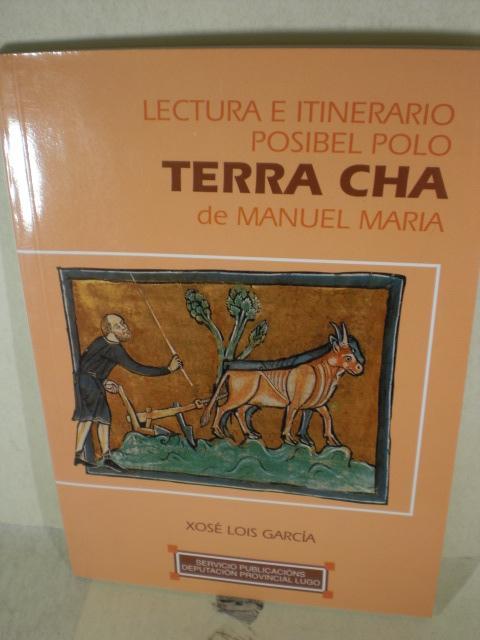 LECTURA E ITINERARIO
POSIBEL POLO
TERRA CHA
de MANUEL MARIA
XOSÉ LOIS GARCÍA
SERVICIO PUBLICACIÓNS
DEPUTACIÓN PROVINCIAL LUGO